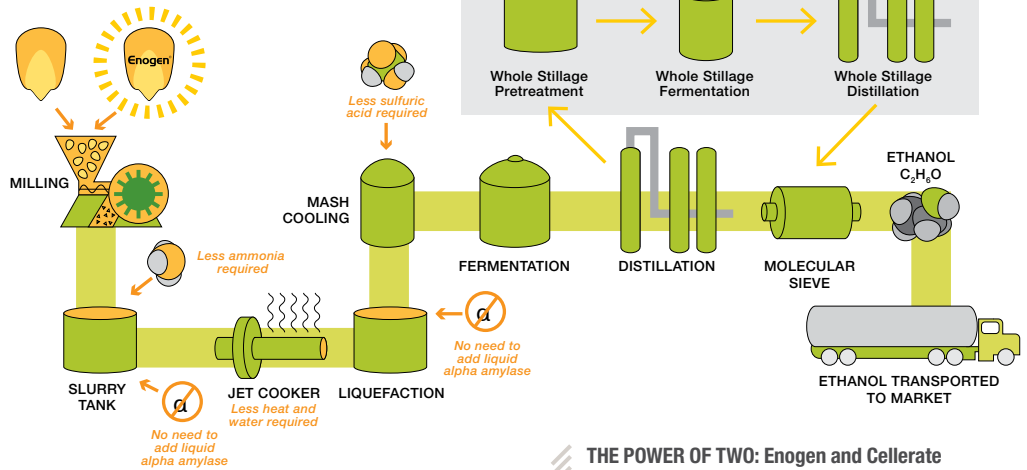 Enogen®
MILLING
Less ammonia
required
SLURRY
TANK
No need to
add liquid
alpha amylase
α
JET COOKER
Less heat and
water required
LIQUEFACTION
α
No need to
add liquid
alpha amylase
Less sulfuric
acid required
MASH
COOLING
FERMENTATION
DISTILLATION
Whole Stillage
Pretreatment
Whole Stillage
Fermentation
Whole Stillage
Distillation
MOLECULAR
SIEVE
ETHANOL
C₂H₆O
ETHANOL TRANSPORTED
TO MARKET
THE POWER OF TWO: Enogen and Cellerate